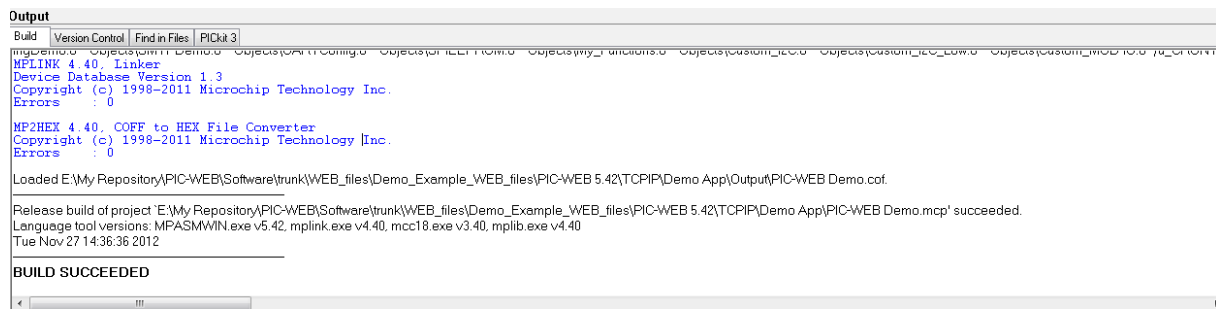 Output
Build Version Control Find in Files PICkit 3
MPLINK 4.40, Linker
Device Database Version 1.3
Copyright (c) 1998-2011 Microchip Technology Inc.
Errors : 0
MP2HEX 4.40, COFF to HEX File Converter
Copyright (c) 1998-2011 Microchip Technology Inc.
Errors : 0
Loaded E:\My Repository\PIC-WEB\Software\trunk\WEB_files\Demo_Example_WEB_files\PIC-WEB 5.42\TCPIP\Demo App\Output\PIC-WEB Demo.cof.
Release build of project `E:\My Repository\PIC-WEB\Software\trunk\WEB_files\Demo_Example_WEB_files\PIC-WEB 5.42\TCPIP\Demo App\PIC-WEB Demo.mcp' succeeded.
Language tool versions: MPASMWIN.exe v5.42, mplink.exe v4.40, mcc18.exe v3.40, mplib.exe v4.40
Tue Nov 27 14:36:36 2012
BUILD SUCCEEDED